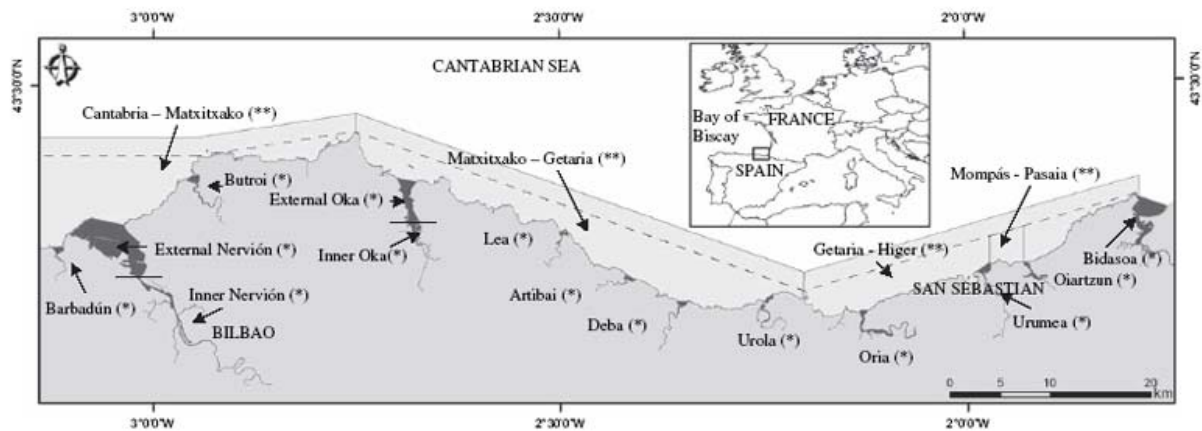 3°0'0"W 2°30'0"W 2°0'0"W
43°30'N 43°30'N
N
CANTABRIAN SEA
Cantabria – Matxitxako (**)
Butroi (*)
External Oka (*)
External Nervión (*)
Inner Oka(*)
Barbadún (*)
Inner Nervión (*)
BILBAO
Matxitxako – Getaria (**)
Lea (*)
Artibai (*)
Deba (*)
Urola (*)
Oria (*)
Bay of
Biscay
FRANCE
SPAIN
Mompás - Pasaia (**)
Getaria - Higer (**)
Bidasoa(*)
SAN SEBASTIAN
Oiartzun (*)
Urumea (*)
0 5 10 20
km
3°0'0"W 2°30'0"W 2°0'0"W